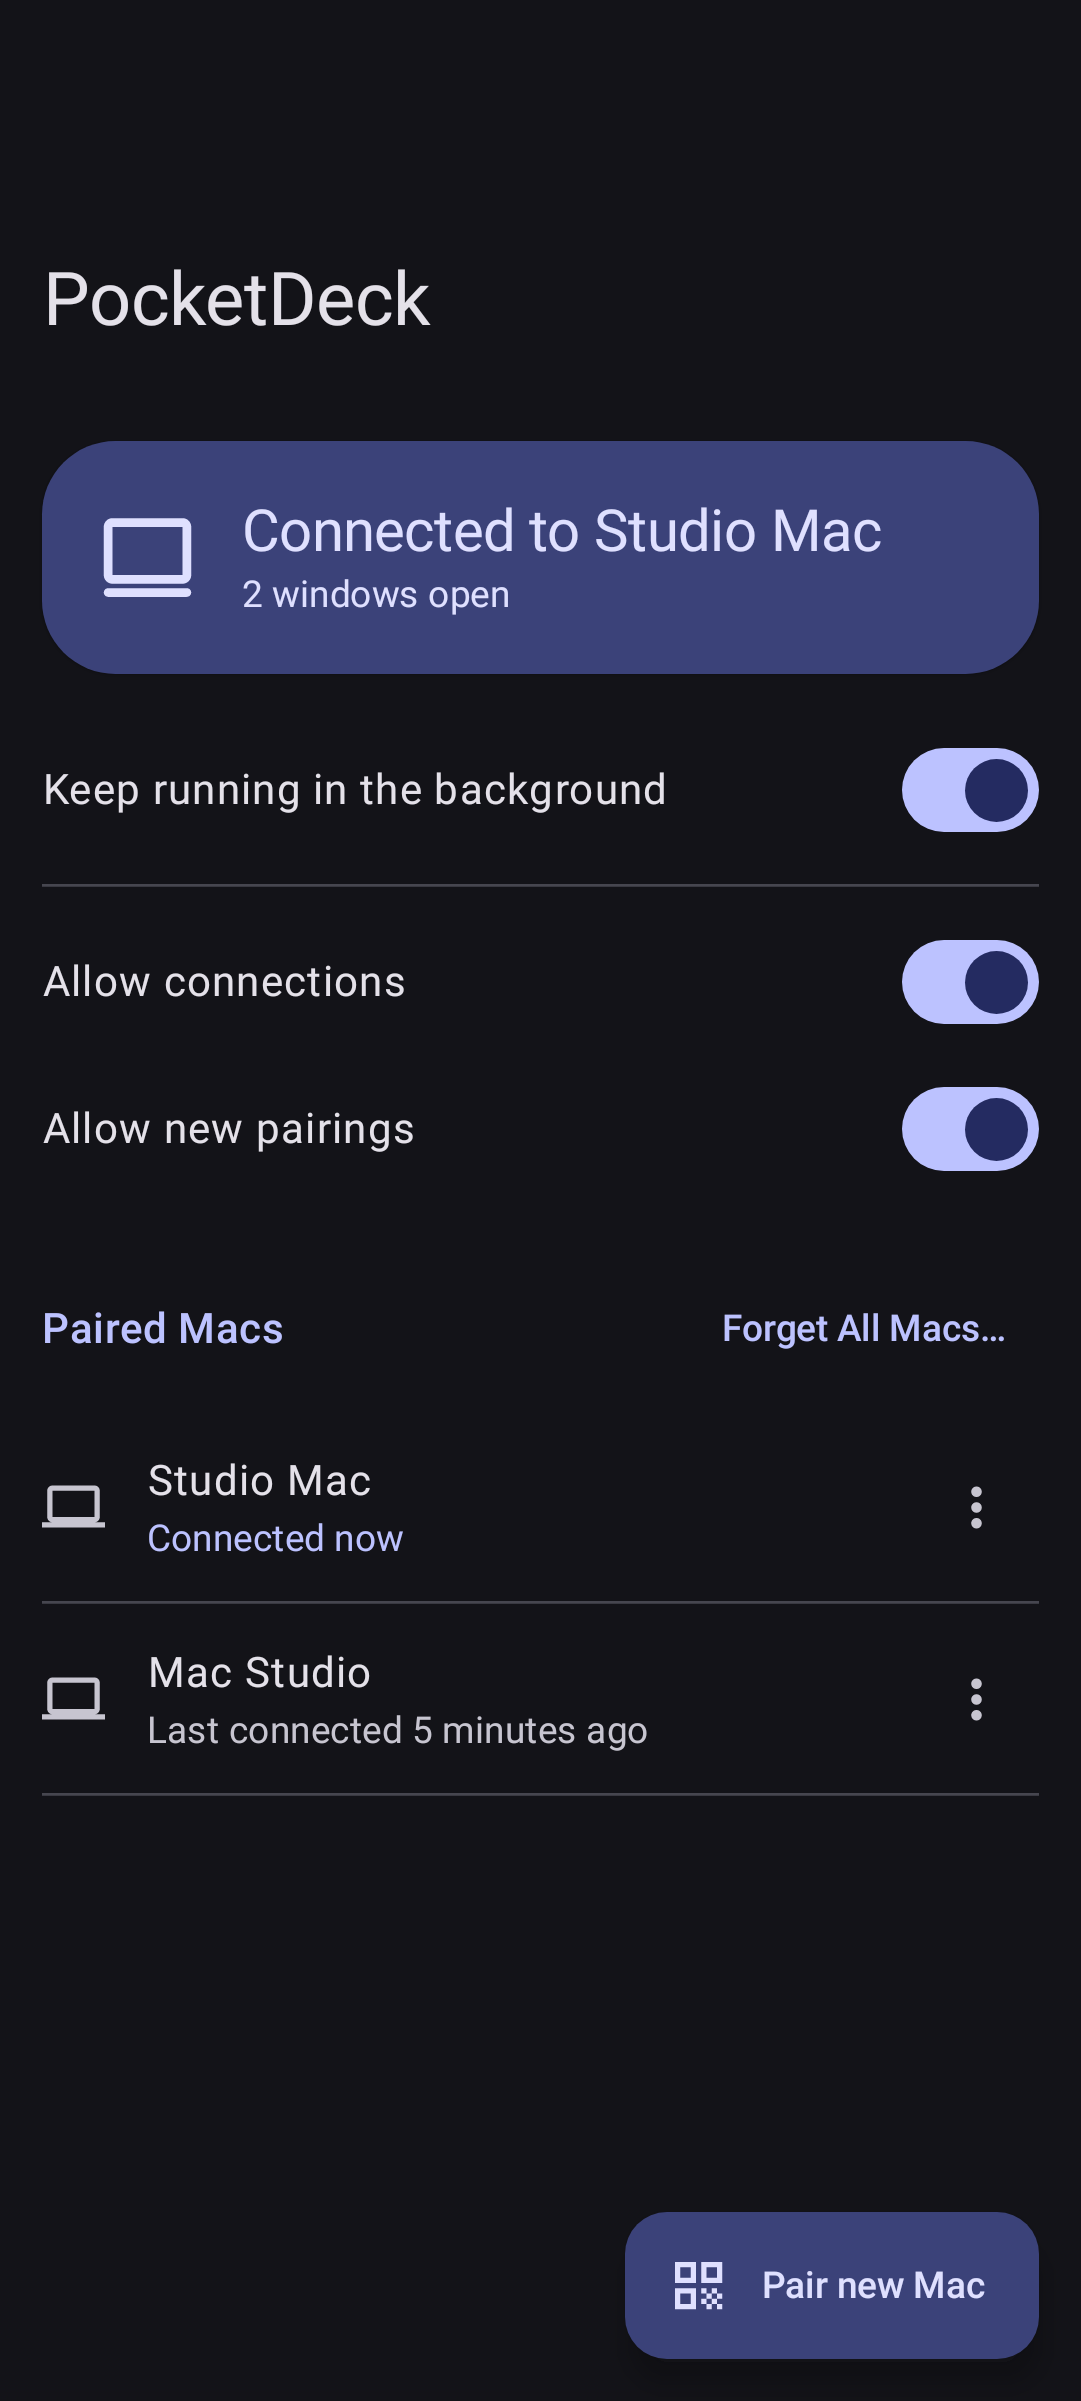 PocketDeck
Connected to Studio Mac
2 windows open
Keep running in the background
Allow connections
Allow new pairings
Paired Macs
Forget All Macs...
Studio Mac
Connected now
Mac Studio
Last connected 5 minutes ago
Pair new Mac